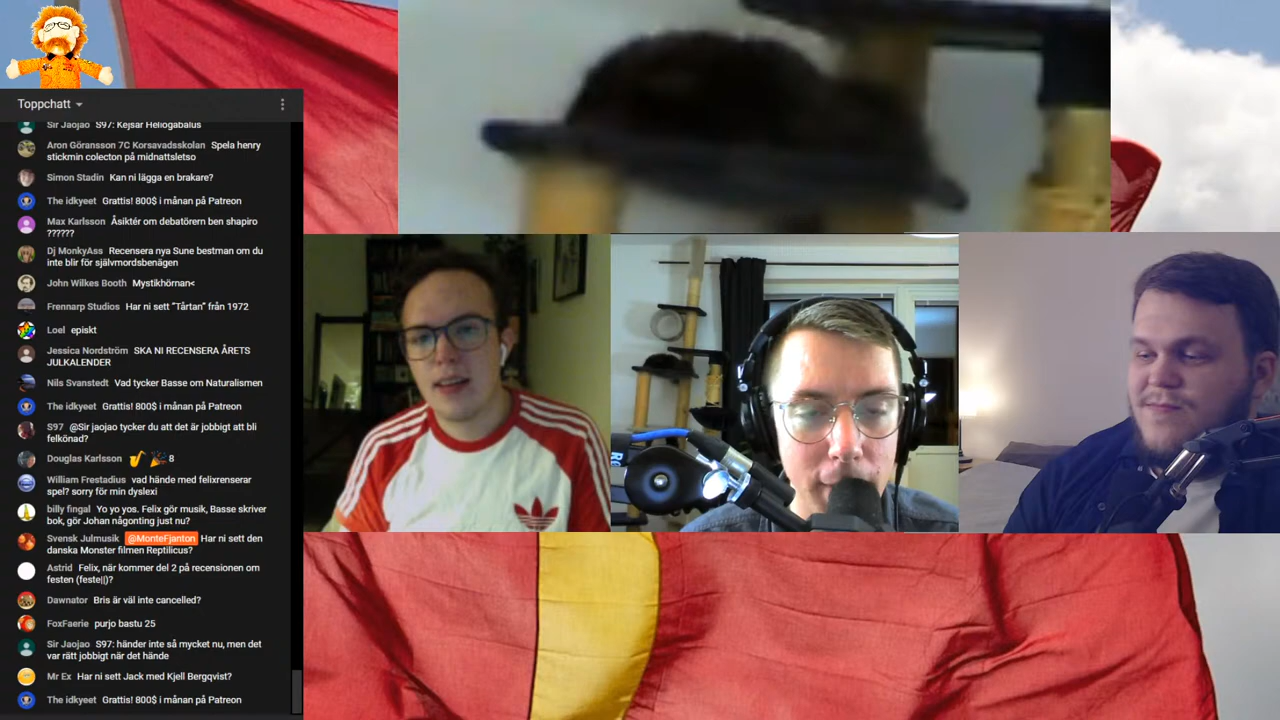 Toppchatt
Sir Jaojao S97: Kejsar Heliogabalus
Aron Göransson 7C Korsavadsskolan Spela henry
stickmin colecton på midnattsletso
Simon Stadin Kan ni lägga en brakare?
The idkyeet Grattis! 800$ i månan på Patreon
Max Karlsson Åsiktér om debatörern ben shapiro
??????
Dj MonkyAss Recensera nya Sune bestman om du
inte blir för självmordsbenägen
John Wilkes Booth Mystikhörnan<
Frennarp Studios Har ni sett "Tårtan" från 1972
Loel episkt
Jessica Nordström SKA NI RECENSERA ÅRETS
JULKALENDER
Nils Svanstedt Vad tycker Basse om Naturalismen
The idkyeet Grattis! 800$ i månan på Patreon
S97 @Sir jaojao tycker du att det är jobbigt att bli
felkönad?
Douglas Karlsson 🎷🎉8
William Frestadius vad hände med felixrenserar
spel? sorry för min dyslexi
billy fingal Yo yo yos. Felix gör musik, Basse skriver
bok, gör Johan någonting just nu?
Svensk Julmusik @MonteFjanton Har ni sett den
danska Monster filmen Reptilicus?
Astrid Felix, när kommer del 2 på recensionen om
festen (feste||)?
Dawnator Bris är väl inte cancelled?
FoxFaerie purjo bastu 25
Sir Jaojao S97: händer inte så mycket nu, men det
var rätt jobbigt när det hände
Mr Ex Har ni sett Jack med Kjell Bergqvist?
The idkyeet Grattis! 800$ i månan på Patreon